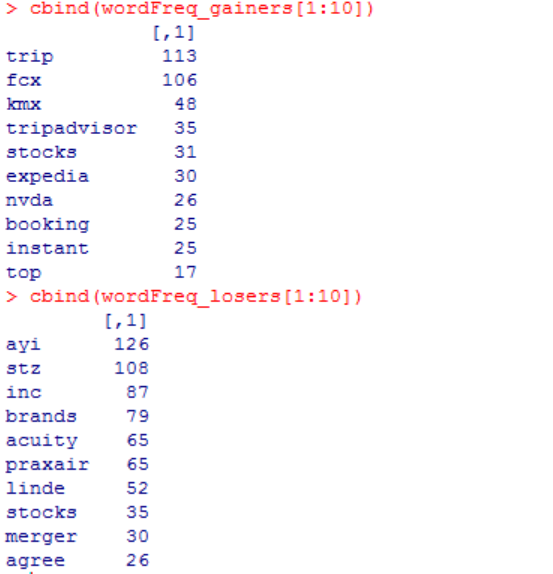 > cbind(wordFreq_gainers[1:10])
[,1]
trip 113
fcx 106
kmx 48
tripadvisor 35
stocks 31
expedia 30
nvda 26
booking 25
instant 25
top 17
> cbind(wordFreq_losers[1:10])
[,1]
ayi 126
stz 108
inc 87
brands 79
acuity 65
praxair 65
linde 52
stocks 35
merger 30
agree 26